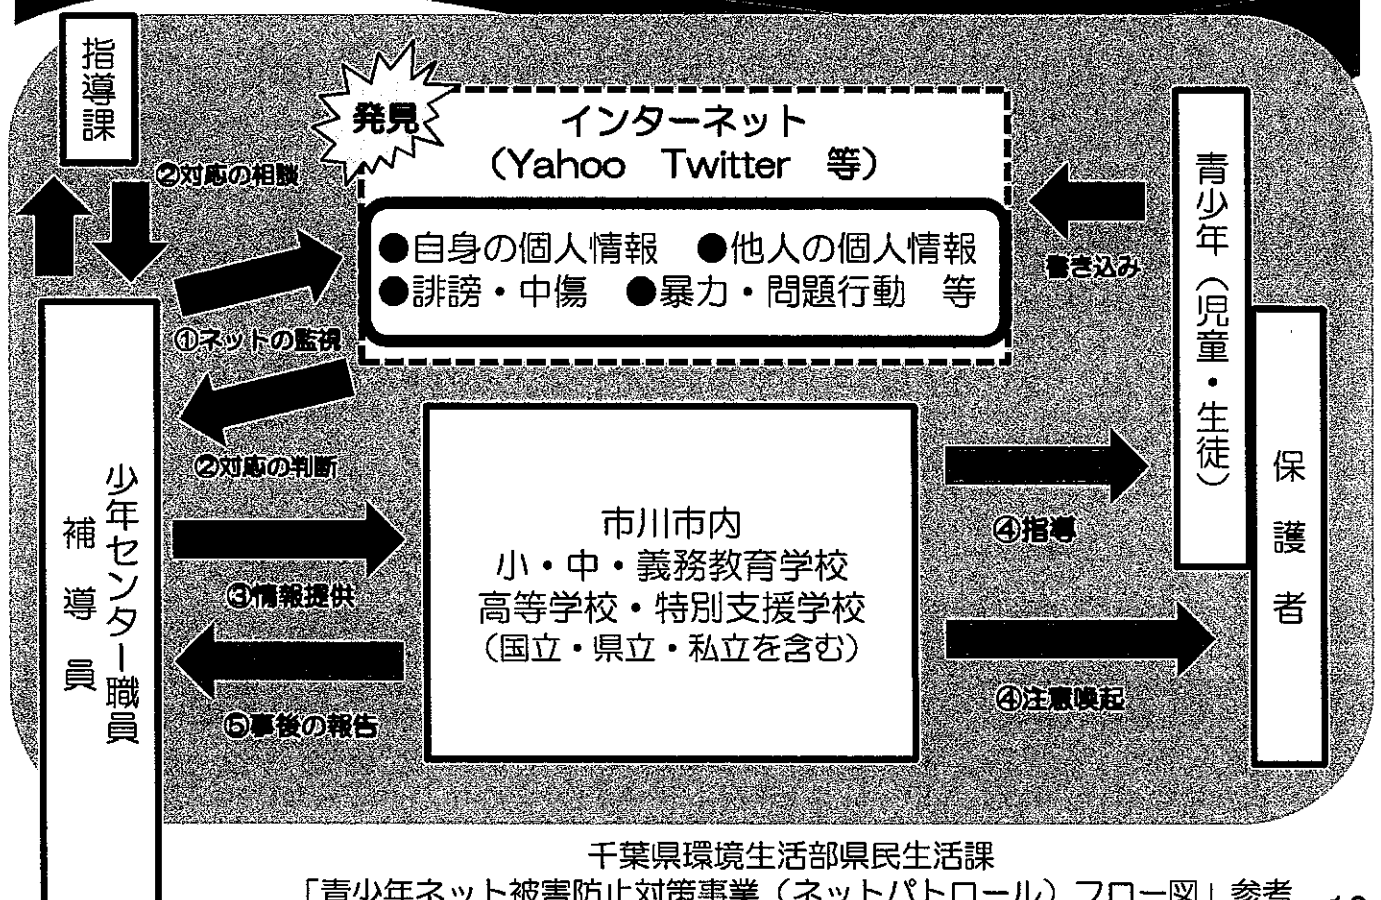 指導課
発見
インターネット
（Yahoo　Twitter　等）
●自身の個人情報　●他人の個人情報
●誹謗・中傷　●暴力・問題行動　等
②対応の相談
①ネットの監視
②対応の判断
書き込み
青少年（児童・生徒）
保護者
少年センター職員
補導員
③情報提供
⑤事後の報告
市川市内
小・中・義務教育学校
高等学校・特別支援学校
（国立・県立・私立を含む）
④指導
④注意喚起
千葉県環境生活部県民生活課
「青少年ネット被害防止対策事業（ネットパトロール）フロー図」参考